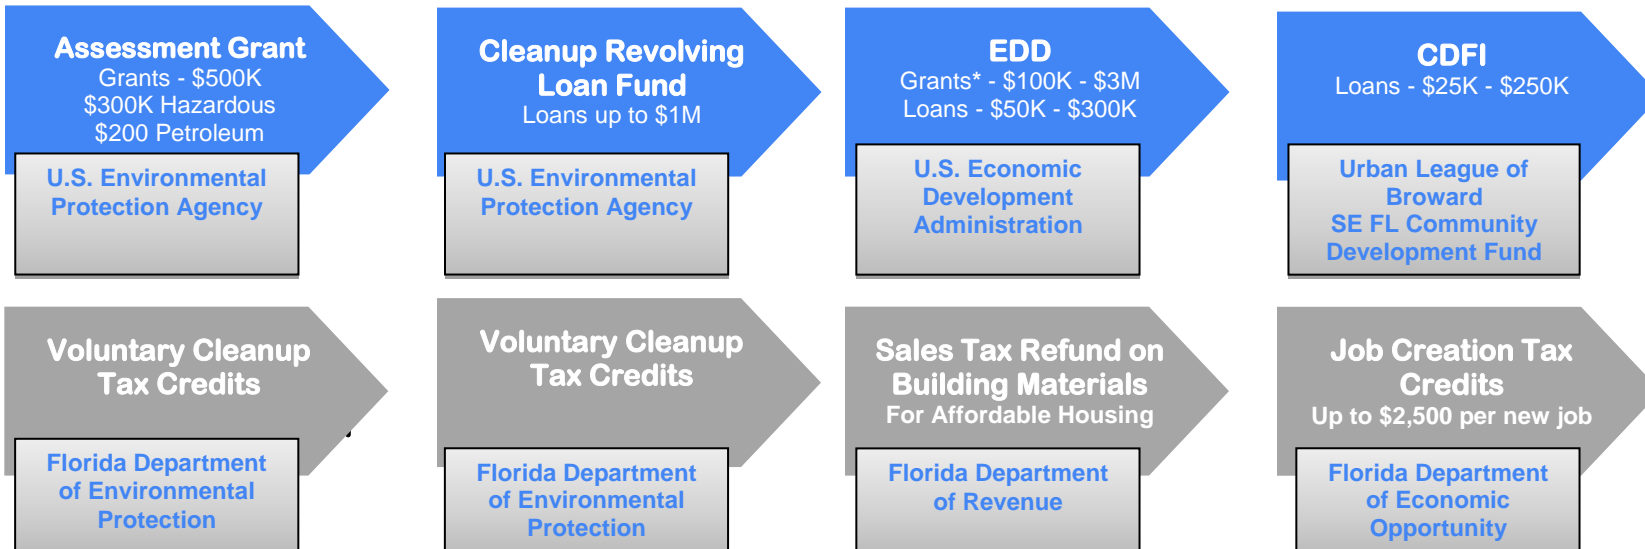 Assessment Grant
Grants - $500K
$300K Hazardous
$200 Petroleum
U.S. Environmental
Protection Agency
Cleanup Revolving
Loan Fund
Loans up to $1M
U.S. Environmental
Protection Agency
EDD
Grants* - $100K - $3M
Loans - $50K - $300K
U.S. Economic
Development
Administration
CDFI
Loans - $25K - $250K
Urban League of
Broward
SE FL Community
Development Fund
Voluntary Cleanup
Tax Credits
Florida Department
of Environmental
Protection
Voluntary Cleanup
Tax Credits
Florida Department
of Environmental
Protection
Sales Tax Refund on
Building Materials
For Affordable Housing
Florida Department
of Revenue
Job Creation Tax
Credits
Up to $2,500 per new job
Florida Department
of Economic
Opportunity